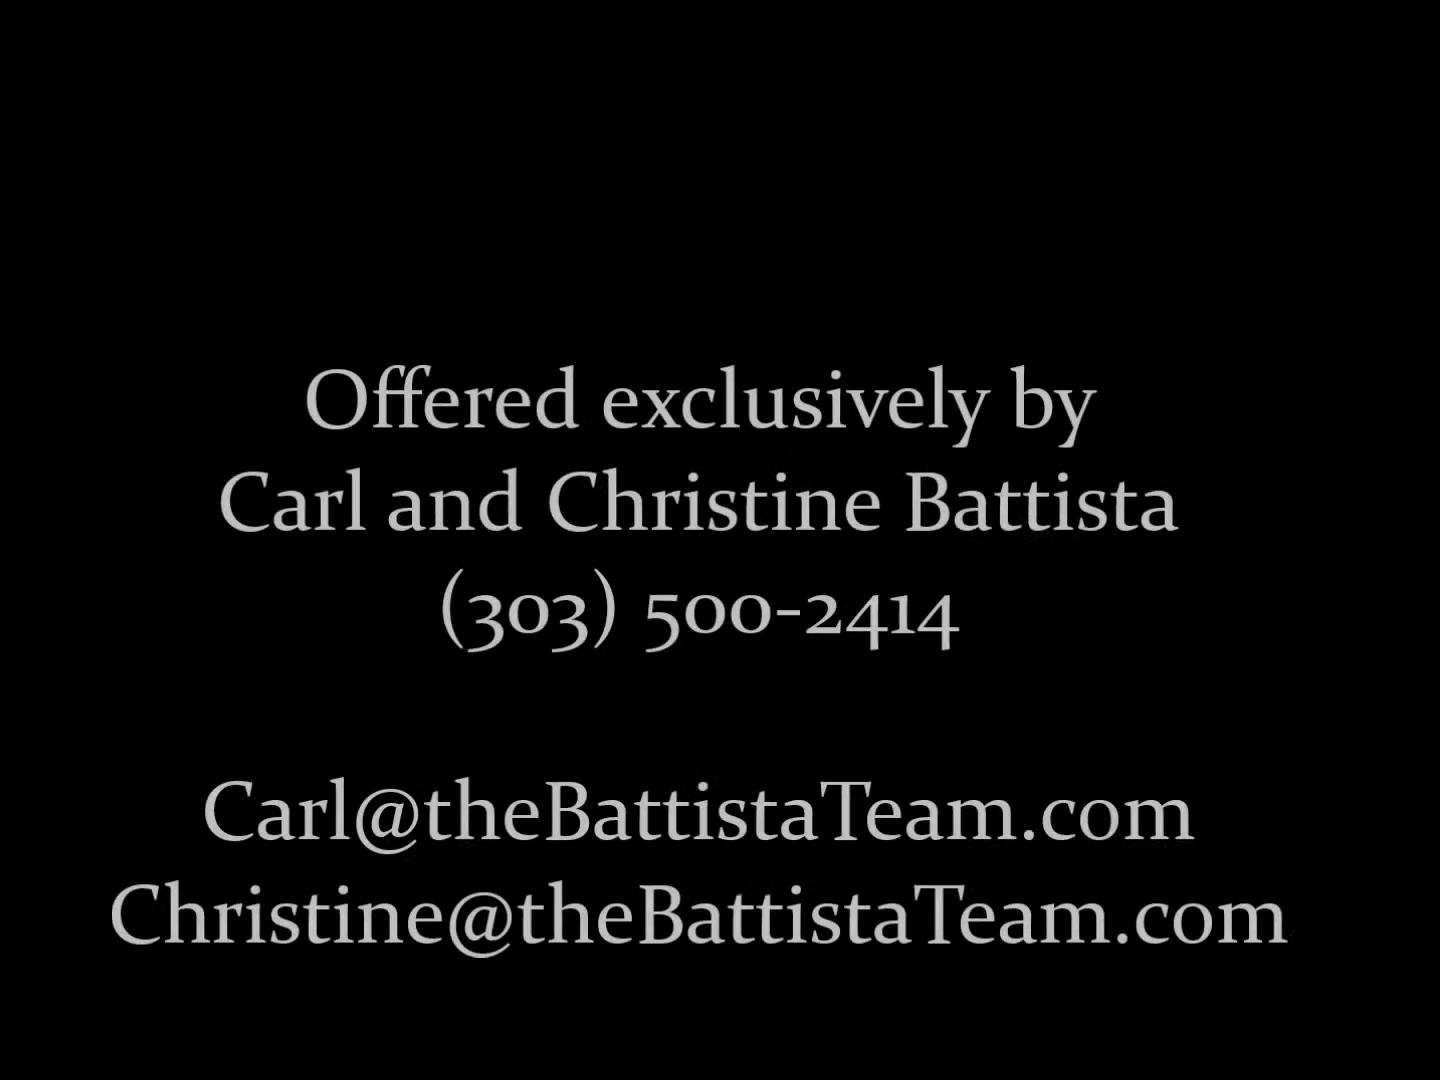 Offered exclusively by
Carl and Christine Battista
(303) 500-2414
Carl@theBattistaTeam.com
Christine@theBattistaTeam.com